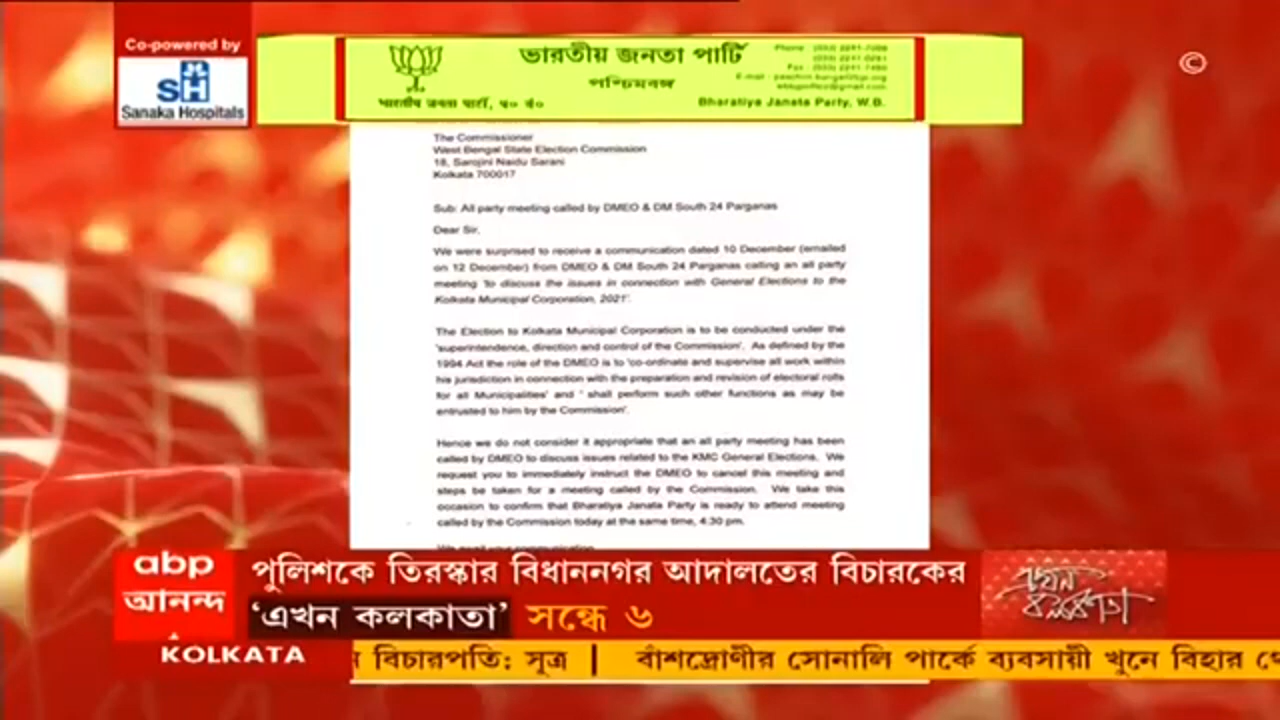 Co-powered by
SH
Sanaka Hospitals
©
ভারতীয় জনতা পার্টি
পশ্চিমবঙ্গ
Phone :
Fax :
E-mail :
भारतीय जनता पार्टी, प० बं०
Bharatiya Janata Party, W.B.
The Commissioner
West Bengal State Election Commission
18, Sarojini Naidu Sarani
Kolkata 700017
Sub: All party meeting called by DMEO & DM South 24 Parganas
Dear Sir,
We were surprised to receive a communication dated 10 December (emailed
on 12 December) from DMEO & DM South 24 Parganas calling an all party
meeting 'to discuss the issues in connection with General Elections to the
Kolkata Municipal Corporation, 2021'.
The Election to Kolkata Municipal Corporation is to be conducted under the
'superintendence, direction and control of the Commission'. As defined by the
1994 Act the role of the DMEO is to 'co-ordinate and supervise all work within
his jurisdiction in connection with the preparation and revision of electoral rolls
for all Municipalities' and ' shall perform such other functions as may be
entrusted to him by the Commission'.
Hence we do not consider it appropriate that an all party meeting has been
called by DMEO to discuss issues related to the KMC General Elections. We
request you to immediately instruct the DMEO to cancel this meeting and
steps be taken for a meeting called by the Commission. We take this
occasion to confirm that Bharatiya Janata Party is ready to attend meeting
called by the Commission today at the same time, 4:30 pm.
abp
আনন্দ
পুলিশকে তিরস্কার বিধাননগর আদালতের বিচারকের
‘এখন কলকাতা’ সন্ধে ৬
এখন
কলকাতা
KOLKATA
বিচারপতি: সূত্র | বাঁশদ্রোণীর সোনালি পার্কে ব্যবসায়ী খুনে বিহার